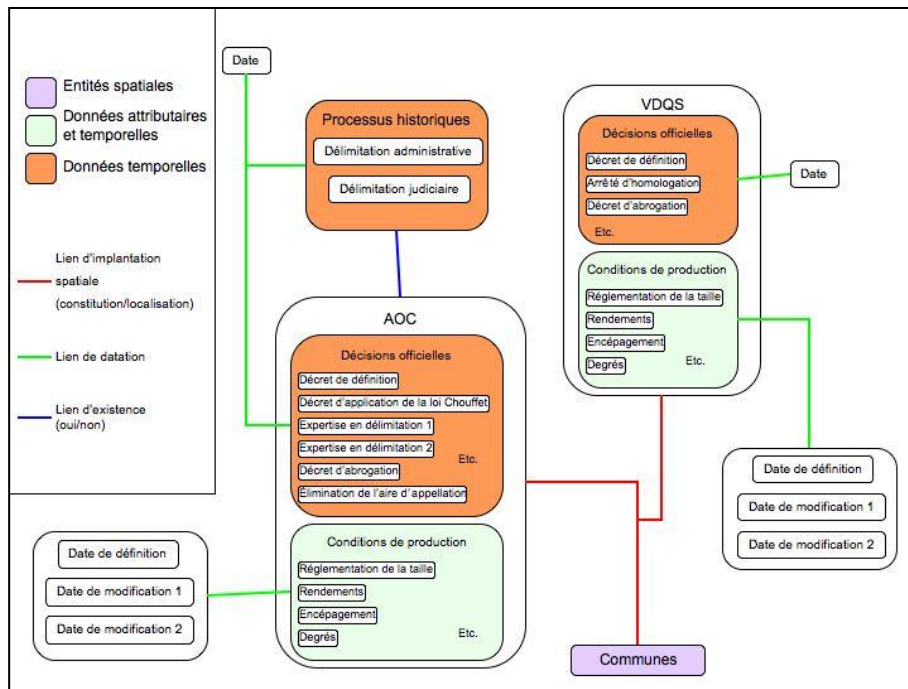 Entités spatiales
Données attributaires
et temporelles
Données temporelles
Lien d'implantation
spatiale
(constitution/localisation)
Lien de datation
Lien d'existence
(oui/non)
Date
Processus historiques
Délimitation administrative
Délimitation judiciaire
VDQS
Décisions officielles
Décret de définition
Arrêté d'homologation
Décret d'abrogation
Etc.
Date
Conditions de production
Réglementation de la taille
Rendements
Encépagement
Degrés
Etc.
AOC
Décisions officielles
Décret de définition
Décret d'application de la loi Chouffet
Expertise en délimitation 1
Expertise en délimitation 2
Etc.
Décret d'abrogation
Élimination de l'aire d'appellation
Conditions de production
Réglementation de la taille
Rendements
Encépagement
Degrés
Etc.
Date de définition
Date de modification 1
Date de modification 2
Date de définition
Date de modification 1
Date de modification 2
Communes